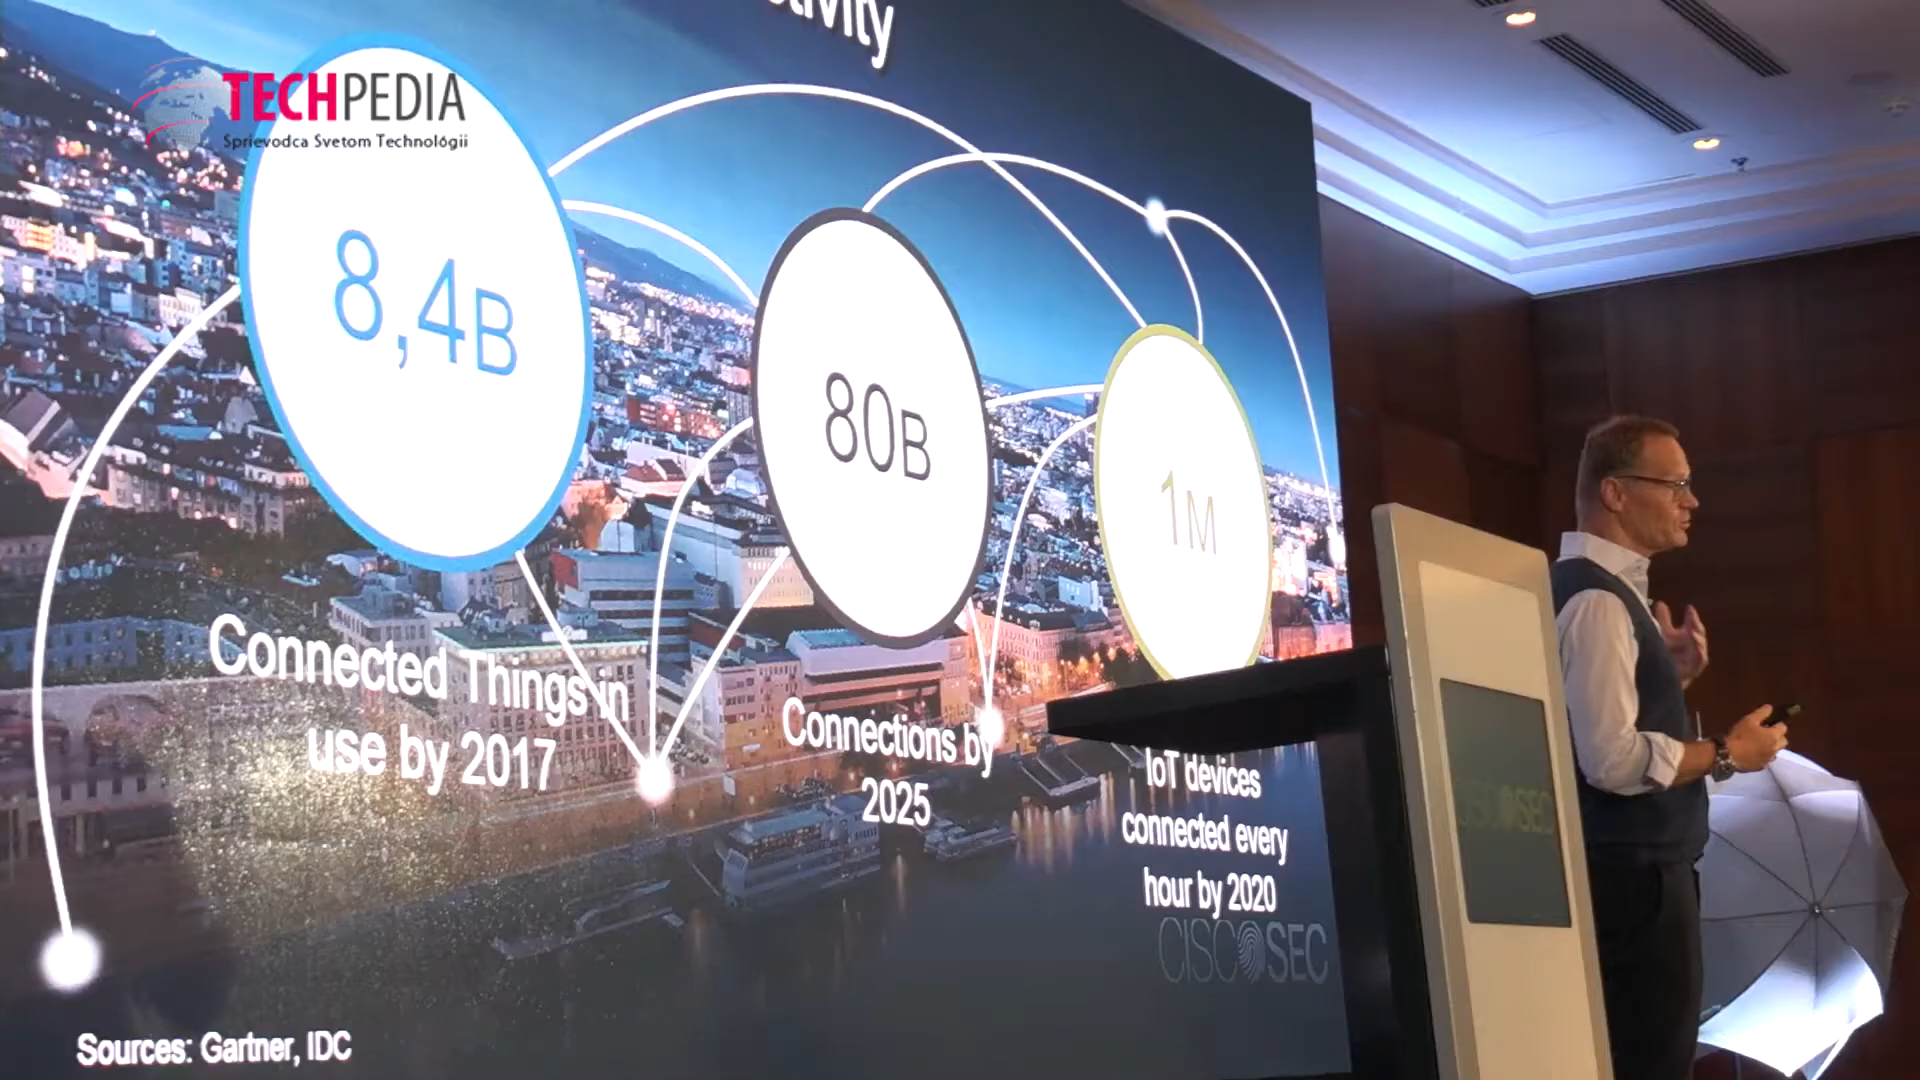 TECHPEDIA
Sprievodca Svetom Technológii
8,4B
Connected Things in
use by 2017
80B
Connections by
2025
1M
IoT devices
connected every
hour by 2020
CISCOSEC
Sources: Gartner, IDC
CISCOSEC